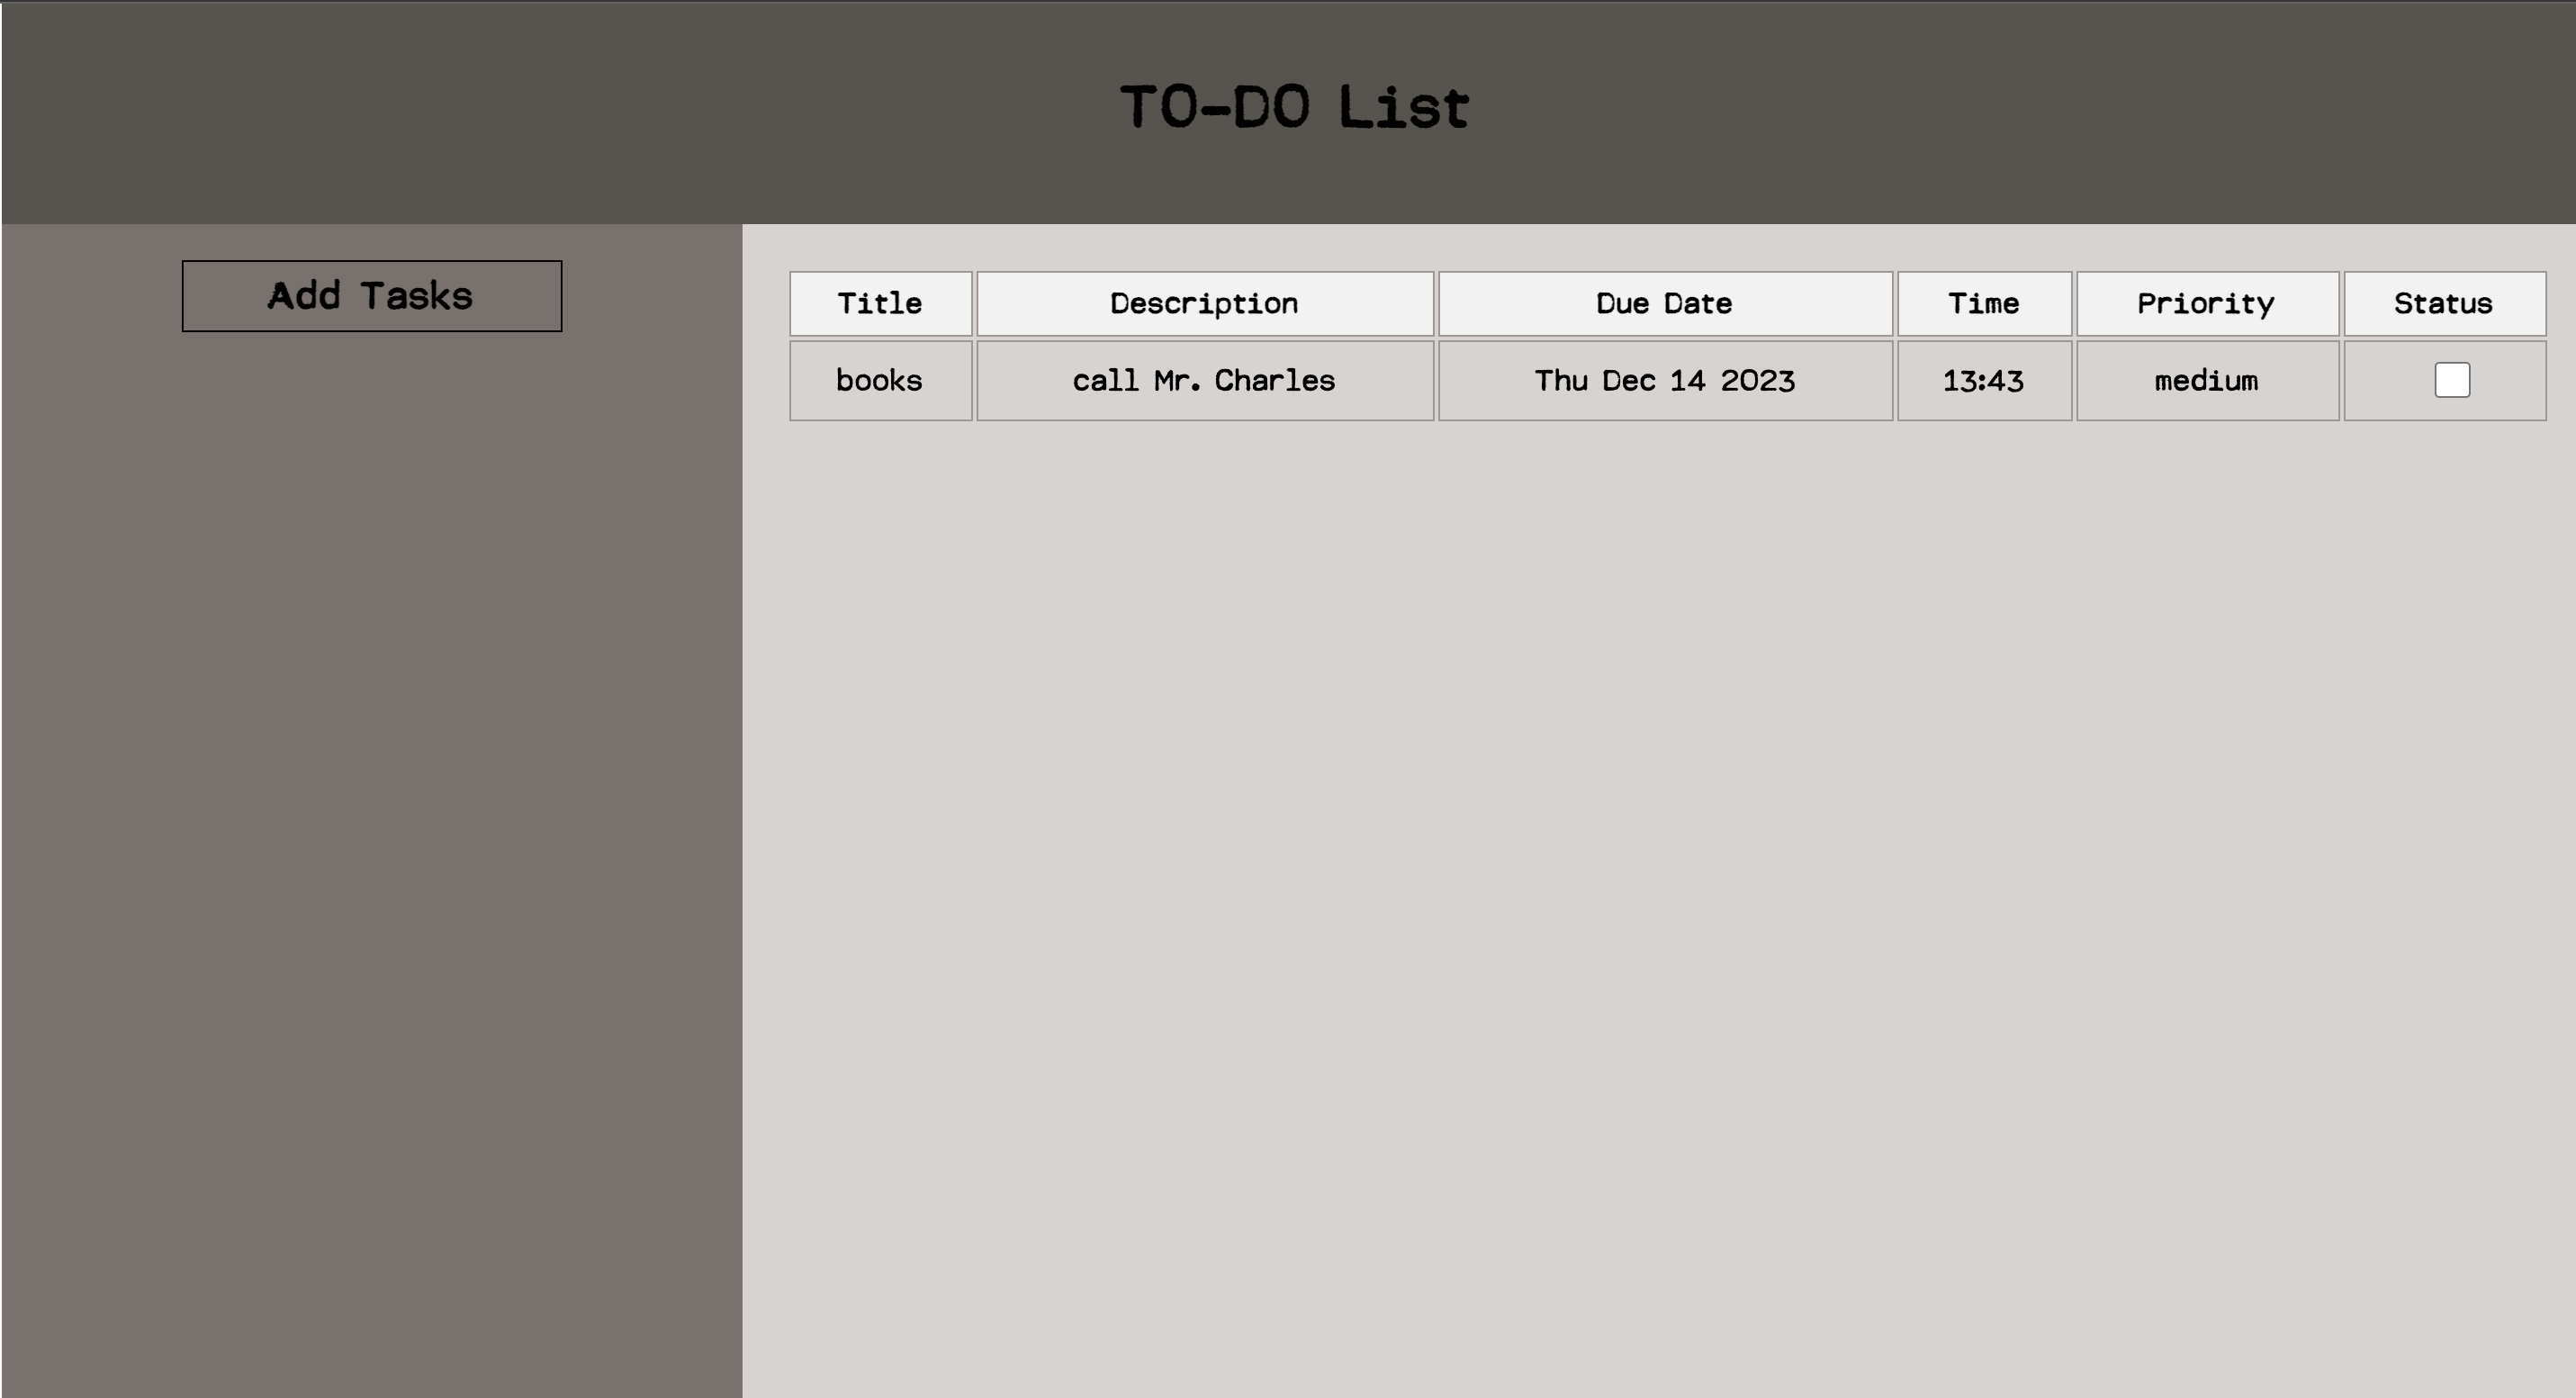 TO-DO List
Add Tasks
Title Description Due Date Time Priority Status
books call Mr. Charles Thu Dec 14 2023 13:43 medium